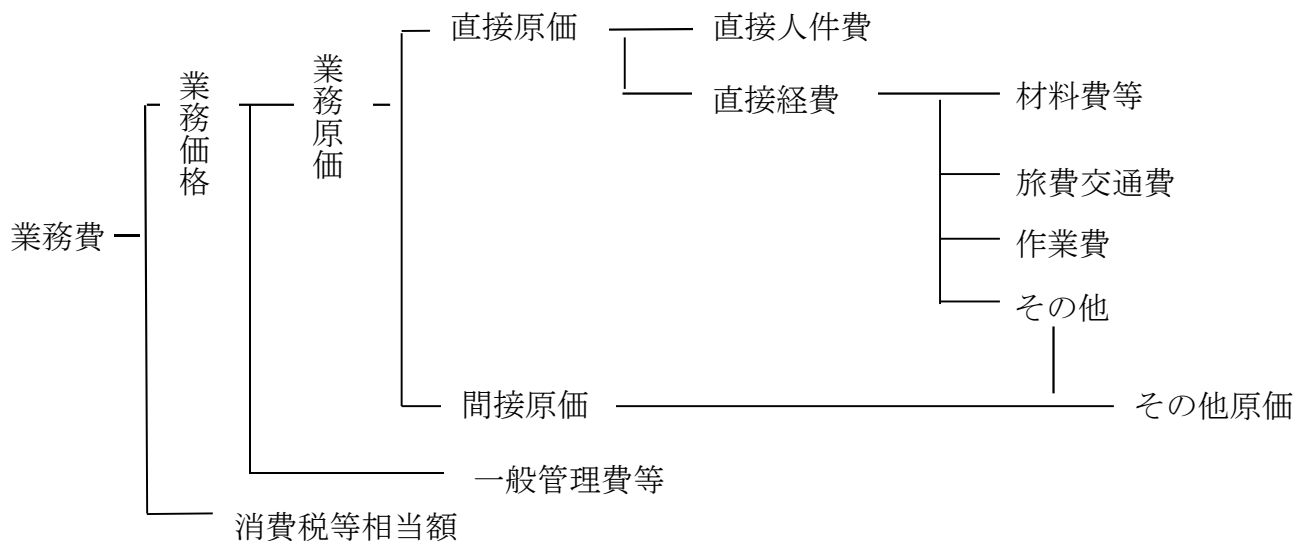 業務費
業務価格
業務原価
直接原価
直接人件費
直接経費
材料費等
旅費交通費
作業費
その他
間接原価
その他原価
一般管理費等
消費税等相当額